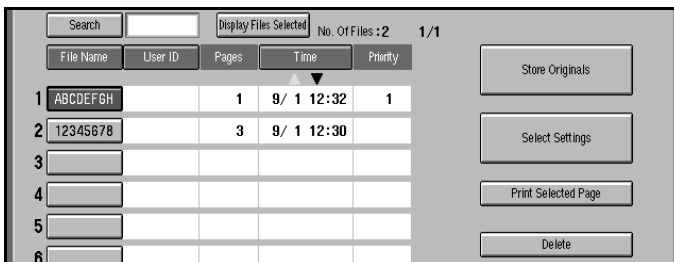 Search Display Files Selected No. Of Files :2 1/1
File Name User ID Pages Time Priority
Store Originals
1 ABCDEFGH 1 9/ 1 12:32 1
2 12345678 3 9/ 1 12:30
Select Settings
3
4
Print Selected Page
5
Delete
6